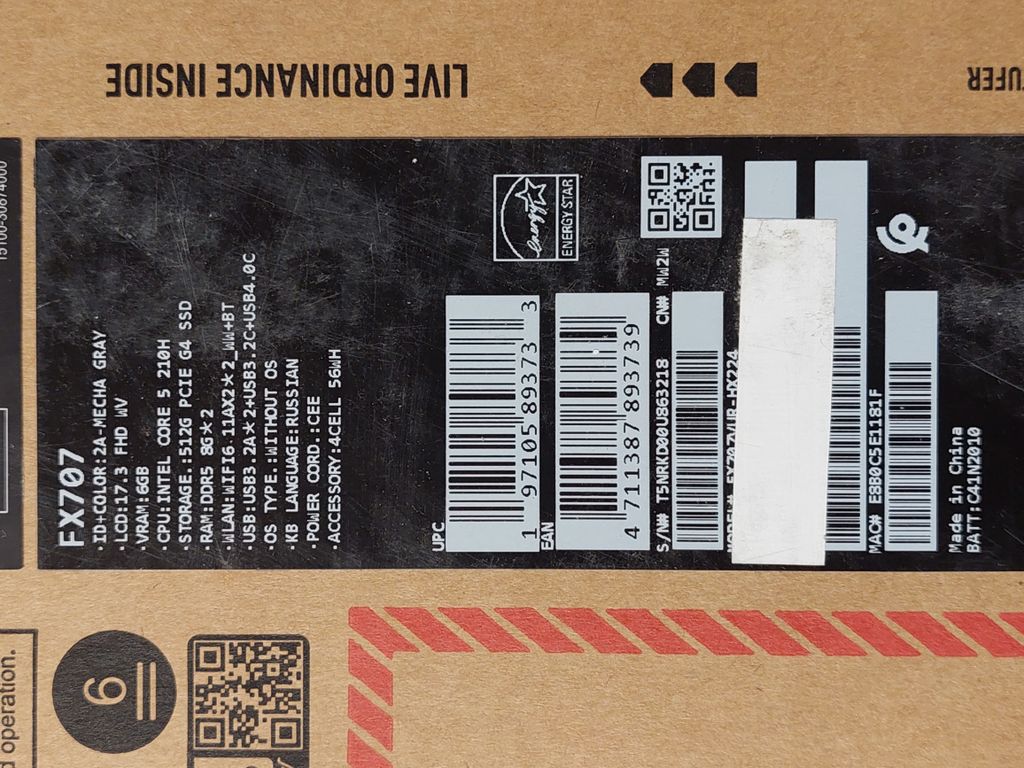 LIVE ORDINANCE INSIDE
15100-30874000
FX707
·ID+COLOR:2A-MECHA GRAY
·LCD:17.3 FHD WV
·VRAM:6GB
·CPU:INTEL CORE 5 210H
·STORAGE.:512G PCIE G4 SSD
·RAM:DDR5 8G*2
·WLAN:WIFI6 11AX2*2_WW+BT
·USB:USB3.2A*2+USB3.2C+USB4.0C
·OS TYPE.:WITHOUT OS
·KB LANGUAGE:RUSSIAN
·POWER CORD.:CEE
·ACCESSORY:4CELL 56WH
ENERGY STAR
UPC
1 97105 89373 3
EAN
4 711387 893739
S/N# T5NRKD00U863218 CN# MW2W
MAC# E8B0C5E1181F
Made in China
BATT:C41N2010
operation.
6